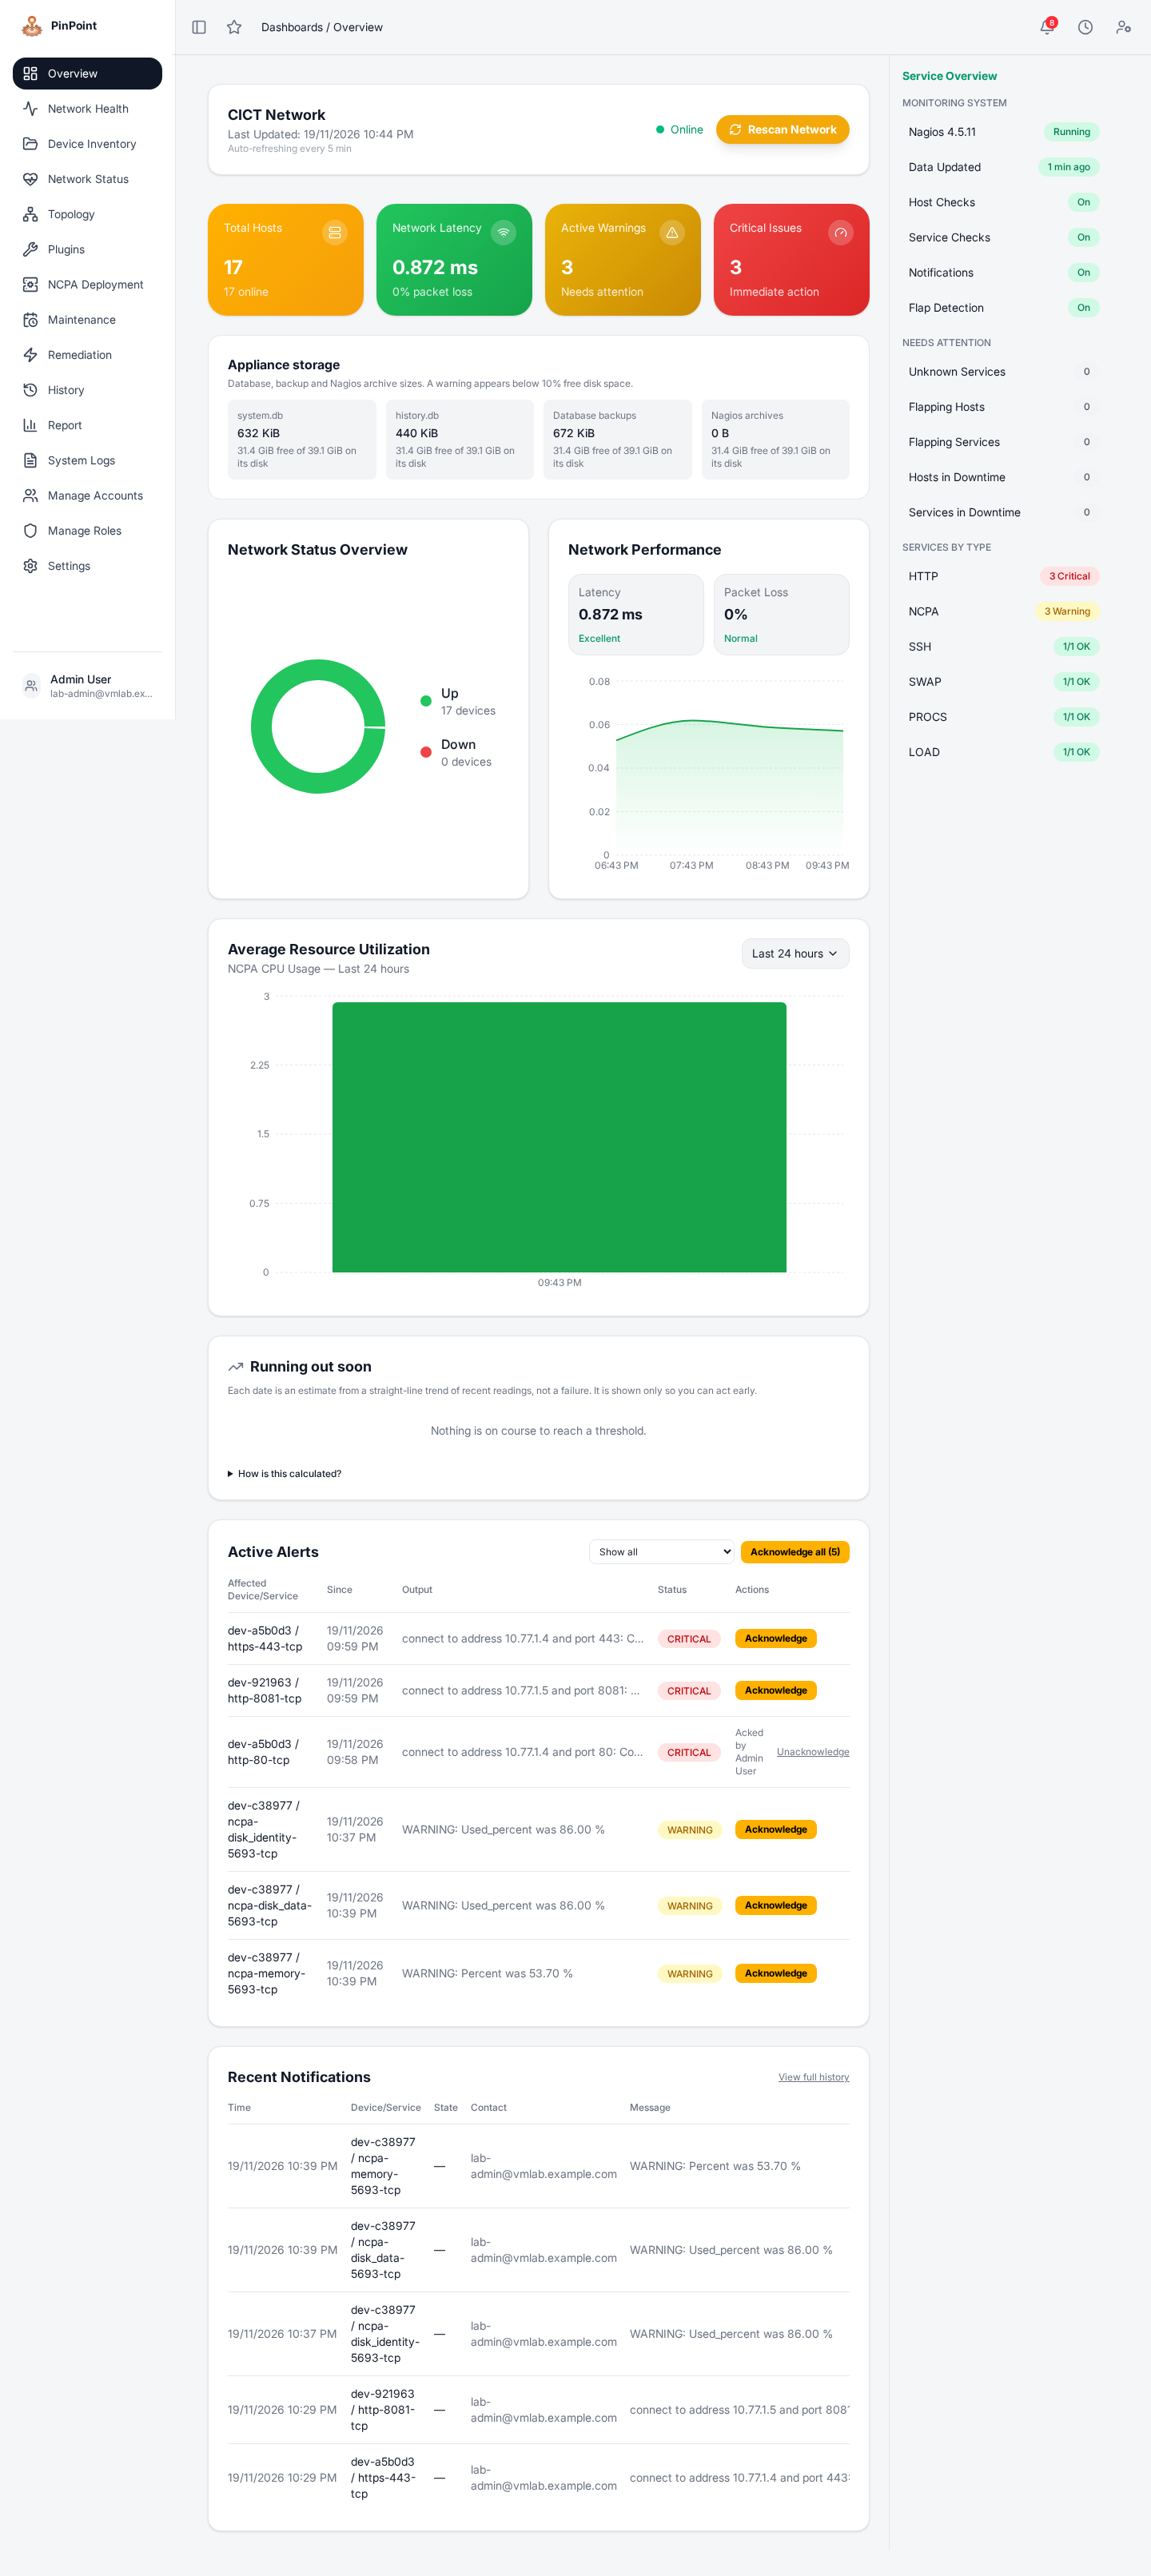 PinPoint
Overview
Network Health
Device Inventory
Network Status
Topology
Plugins
NCPA Deployment
Maintenance
Remediation
History
Report
System Logs
Manage Accounts
Manage Roles
Settings
Admin User
lab-admin@vmlab.ex...
Dashboards / Overview
8
CICT Network
Last Updated: 19/11/2026 10:44 PM
Auto-refreshing every 5 min
Online
Rescan Network
Total Hosts
17
17 online
Network Latency
0.872 ms
0% packet loss
Active Warnings
3
Needs attention
Critical Issues
3
Immediate action
Appliance storage
Database, backup and Nagios archive sizes. A warning appears below 10% free disk space.
system.db
632 KiB
31.4 GiB free of 39.1 GiB on
its disk
history.db
440 KiB
31.4 GiB free of 39.1 GiB on
its disk
Database backups
672 KiB
31.4 GiB free of 39.1 GiB on
its disk
Nagios archives
0 B
31.4 GiB free of 39.1 GiB on
its disk
Network Status Overview
Up
17 devices
Down
0 devices
Network Performance
Latency
0.872 ms
Excellent
Packet Loss
0%
Normal
0.08
0.06
0.04
0.02
0
06:43 PM 07:43 PM 08:43 PM 09:43 PM
Average Resource Utilization
NCPA CPU Usage — Last 24 hours
Last 24 hours
3
2.25
1.5
0.75
0
09:43 PM
Running out soon
Each date is an estimate from a straight-line trend of recent readings, not a failure. It is shown only so you can act early.
Nothing is on course to reach a threshold.
How is this calculated?
Active Alerts
Show all
Acknowledge all (5)
Affected
Device/Service
Since
Output
Status
Actions
dev-a5b0d3 /
https-443-tcp
19/11/2026
09:59 PM
connect to address 10.77.1.4 and port 443: C...
CRITICAL
Acknowledge
dev-921963 /
http-8081-tcp
19/11/2026
09:59 PM
connect to address 10.77.1.5 and port 8081: ...
CRITICAL
Acknowledge
dev-a5b0d3 /
http-80-tcp
19/11/2026
09:58 PM
connect to address 10.77.1.4 and port 80: Co...
CRITICAL
Acked
by
Admin
User
Unacknowledge
dev-c38977 /
ncpa-
disk_identity-
5693-tcp
19/11/2026
10:37 PM
WARNING: Used_percent was 86.00 %
WARNING
Acknowledge
dev-c38977 /
ncpa-disk_data-
5693-tcp
19/11/2026
10:39 PM
WARNING: Used_percent was 86.00 %
WARNING
Acknowledge
dev-c38977 /
ncpa-memory-
5693-tcp
19/11/2026
10:39 PM
WARNING: Percent was 53.70 %
WARNING
Acknowledge
Recent Notifications
View full history
Time
Device/Service
State
Contact
Message
19/11/2026 10:39 PM
dev-c38977
/ ncpa-
memory-
5693-tcp
—
lab-
admin@vmlab.example.com
WARNING: Percent was 53.70 %
19/11/2026 10:39 PM
dev-c38977
/ ncpa-
disk_data-
5693-tcp
—
lab-
admin@vmlab.example.com
WARNING: Used_percent was 86.00 %
19/11/2026 10:37 PM
dev-c38977
/ ncpa-
disk_identity-
5693-tcp
—
lab-
admin@vmlab.example.com
WARNING: Used_percent was 86.00 %
19/11/2026 10:29 PM
dev-921963
/ http-8081-
tcp
—
lab-
admin@vmlab.example.com
connect to address 10.77.1.5 and port 8081
19/11/2026 10:29 PM
dev-a5b0d3
/ https-443-
tcp
—
lab-
admin@vmlab.example.com
connect to address 10.77.1.4 and port 443:
Service Overview
MONITORING SYSTEM
Nagios 4.5.11 Running
Data Updated 1 min ago
Host Checks On
Service Checks On
Notifications On
Flap Detection On
NEEDS ATTENTION
Unknown Services 0
Flapping Hosts 0
Flapping Services 0
Hosts in Downtime 0
Services in Downtime 0
SERVICES BY TYPE
HTTP 3 Critical
NCPA 3 Warning
SSH 1/1 OK
SWAP 1/1 OK
PROCS 1/1 OK
LOAD 1/1 OK